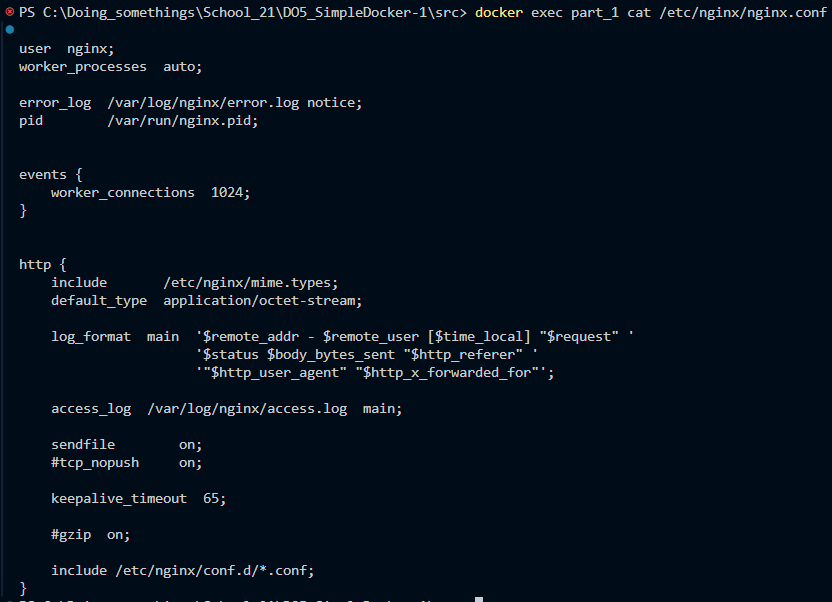 PS C:\Doing_somethings\School_21\DO5_SimpleDocker-1\src> docker exec part_1 cat /etc/nginx/nginx.conf
user  nginx;
worker_processes  auto;
error_log  /var/log/nginx/error.log notice;
pid        /var/run/nginx.pid;
events {
    worker_connections  1024;
}
http {
    include       /etc/nginx/mime.types;
    default_type  application/octet-stream;
    log_format  main  '$remote_addr - $remote_user [$time_local] "$request" '
                      '$status $body_bytes_sent "$http_referer" '
                      '"$http_user_agent" "$http_x_forwarded_for"';
    access_log  /var/log/nginx/access.log  main;
    sendfile        on;
    #tcp_nopush     on;
    keepalive_timeout  65;
    #gzip  on;
    include /etc/nginx/conf.d/*.conf;
}